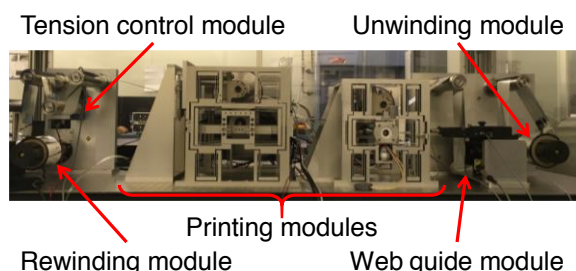 Tension control module
Unwinding module
Printing modules
Rewinding module
Web guide module